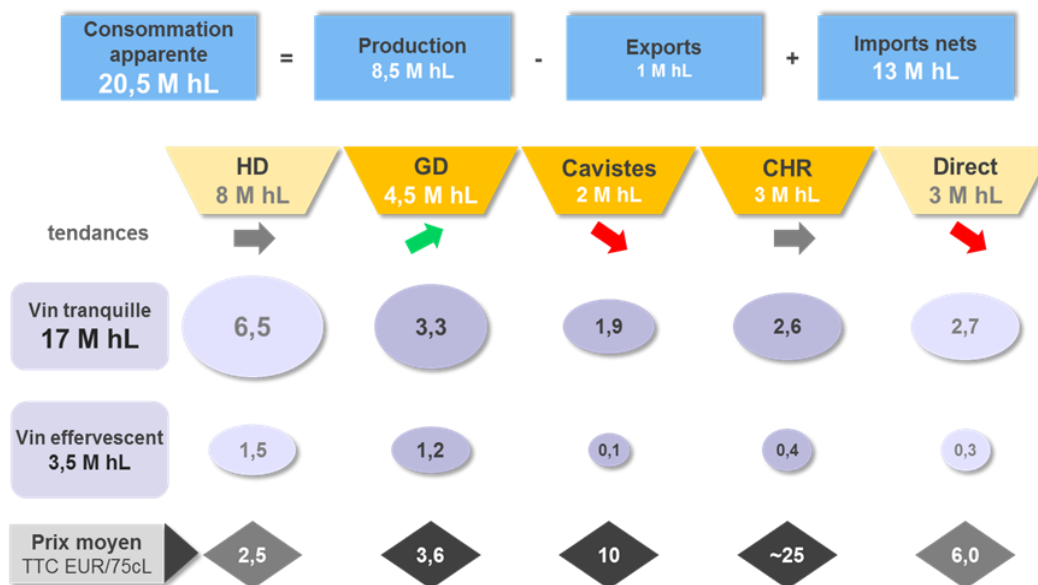 Consommation
apparente
20,5 M hL
=
Production
8,5 M hL
-
Exports
1 M hL
+
Imports nets
13 M hL
HD
8 M hL
GD
4,5 M hL
Cavistes
2 M hL
CHR
3 M hL
Direct
3 M hL
tendances
Vin tranquille
17 M hL
6,5
3,3
1,9
2,6
2,7
Vin effervescent
3,5 M hL
1,5
1,2
0,1
0,4
0,3
Prix moyen
TTC EUR/75cL
2,5
3,6
10
~25
6,0